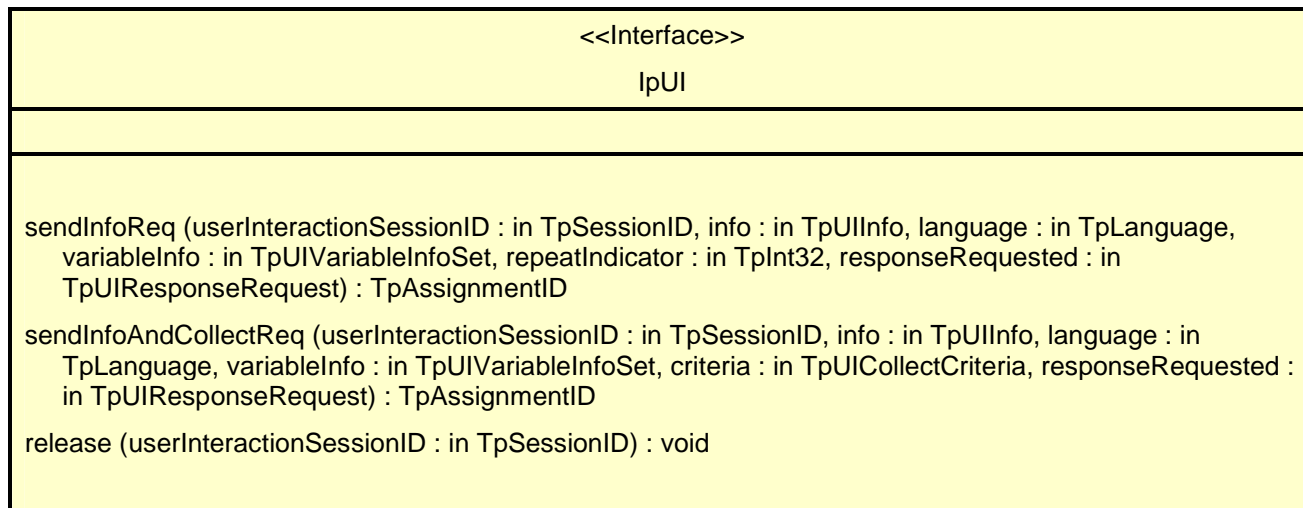 <<Interface>>
IpUI
sendInfoReq (userInteractionSessionID : in TpSessionID, info : in TpUIInfo, language : in TpLanguage,
variableInfo : in TpUIVariableInfoSet, repeatIndicator : in TpInt32, responseRequested : in
TpUIResponseRequest) : TpAssignmentID
sendInfoAndCollectReq (userInteractionSessionID : in TpSessionID, info : in TpUIInfo, language : in
TpLanguage, variableInfo : in TpUIVariableInfoSet, criteria : in TpUICollectCriteria, responseRequested :
in TpUIResponseRequest) : TpAssignmentID
release (userInteractionSessionID : in TpSessionID) : void